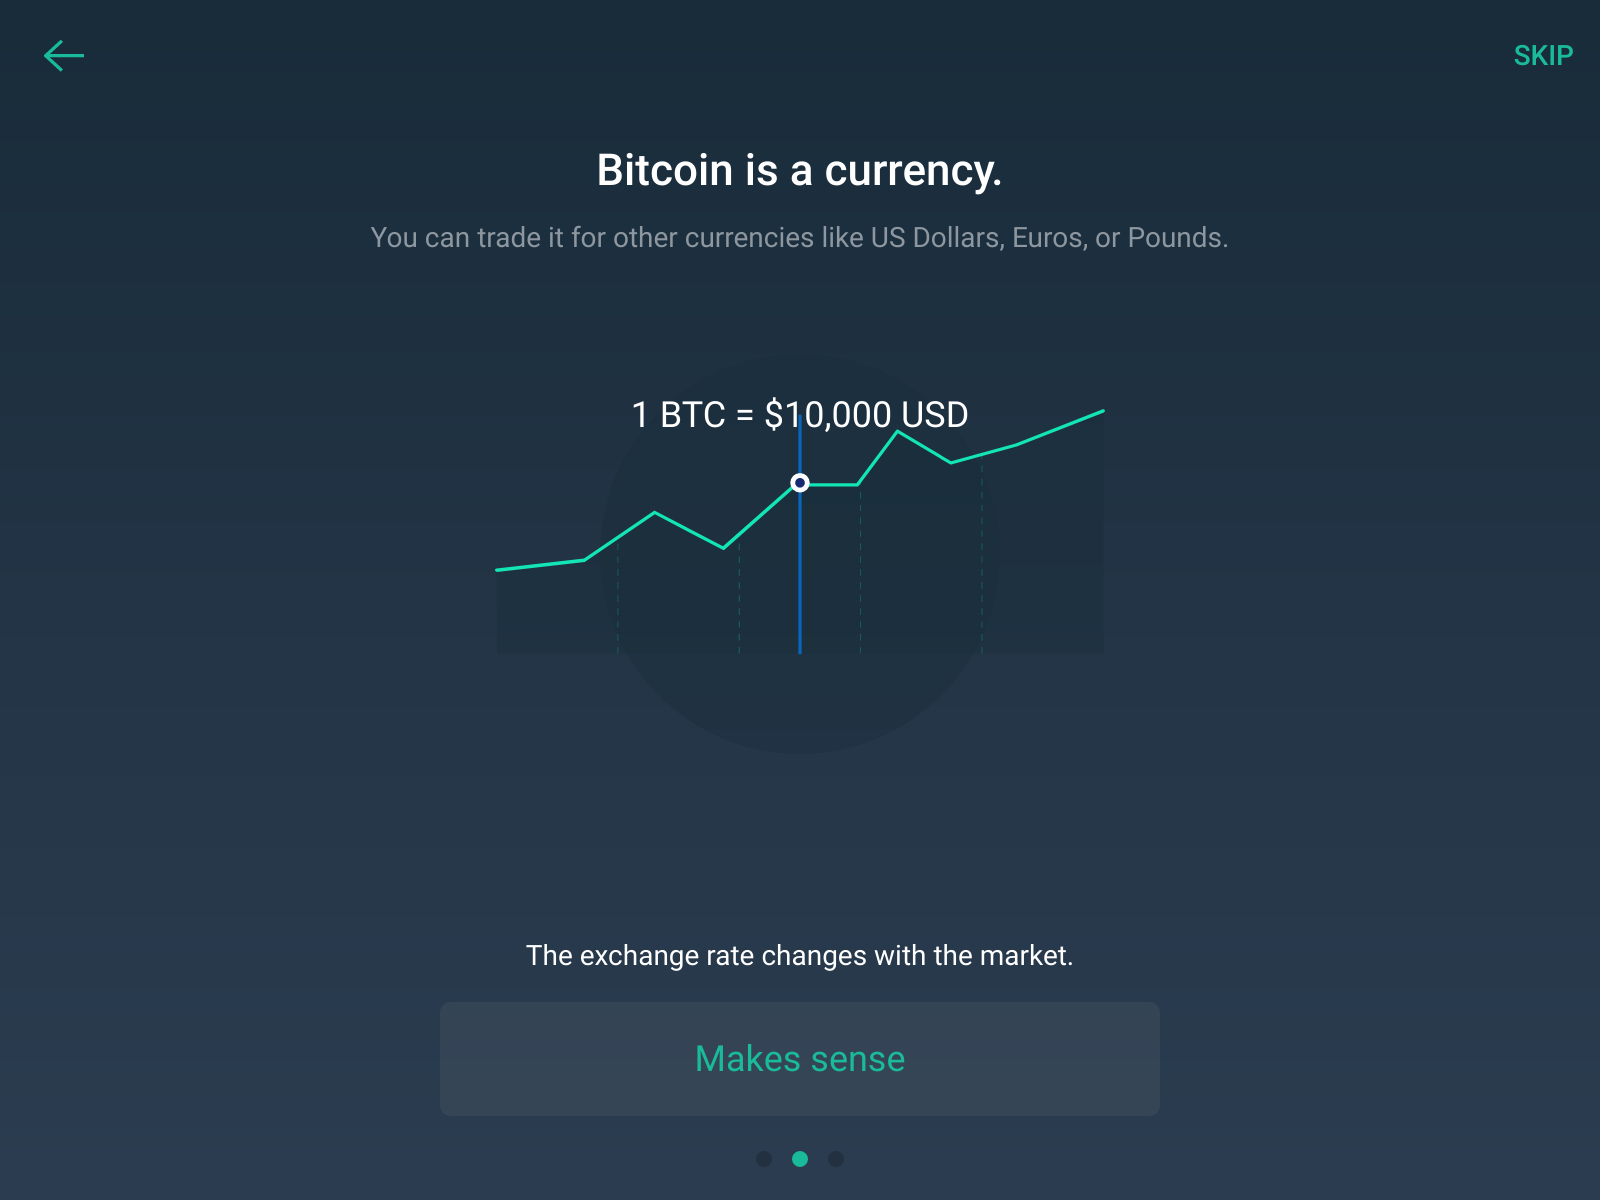 SKIP
Bitcoin is a currency.
You can trade it for other currencies like US Dollars, Euros, or Pounds.
1 BTC = $10,000 USD
The exchange rate changes with the market.
Makes sense